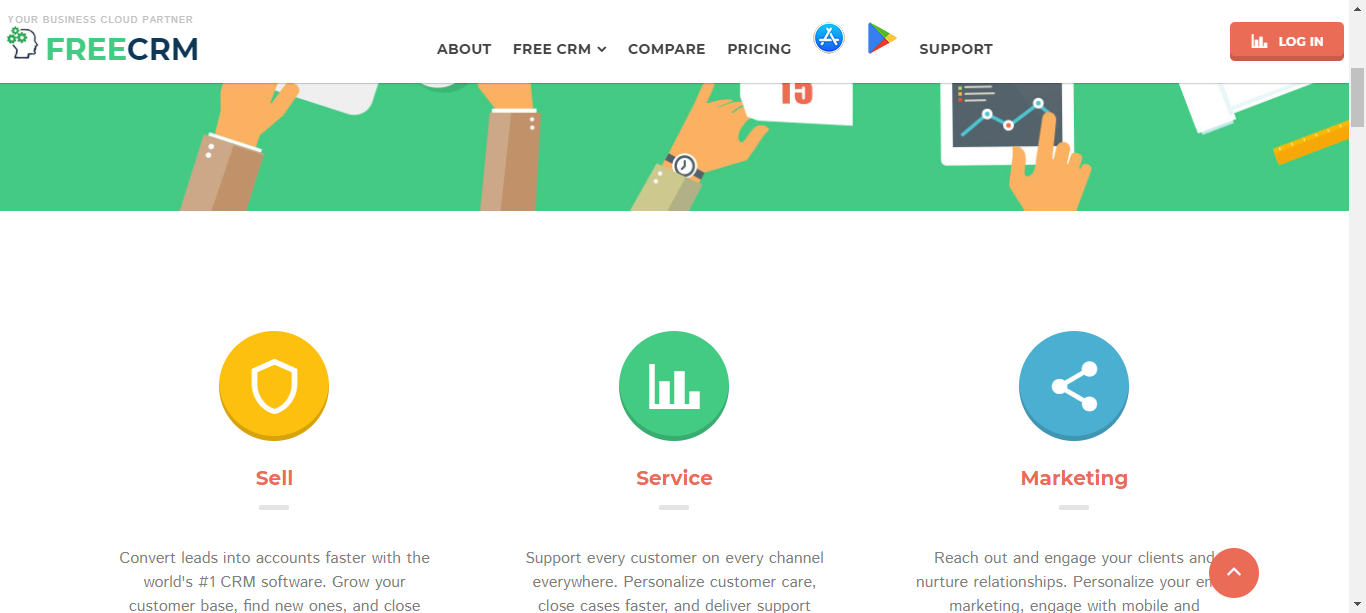 YOUR BUSINESS CLOUD PARTNER
FREECRM
ABOUT
FREE CRM
COMPARE
PRICING
SUPPORT
LOG IN
15
Sell
Convert leads into accounts faster with the
world's #1 CRM software. Grow your
customer base, find new ones, and close
Service
Support every customer on every channel
everywhere. Personalize customer care,
close cases faster, and deliver support
Marketing
Reach out and engage your clients and
nurture relationships. Personalize your
marketing, engage with mobile and